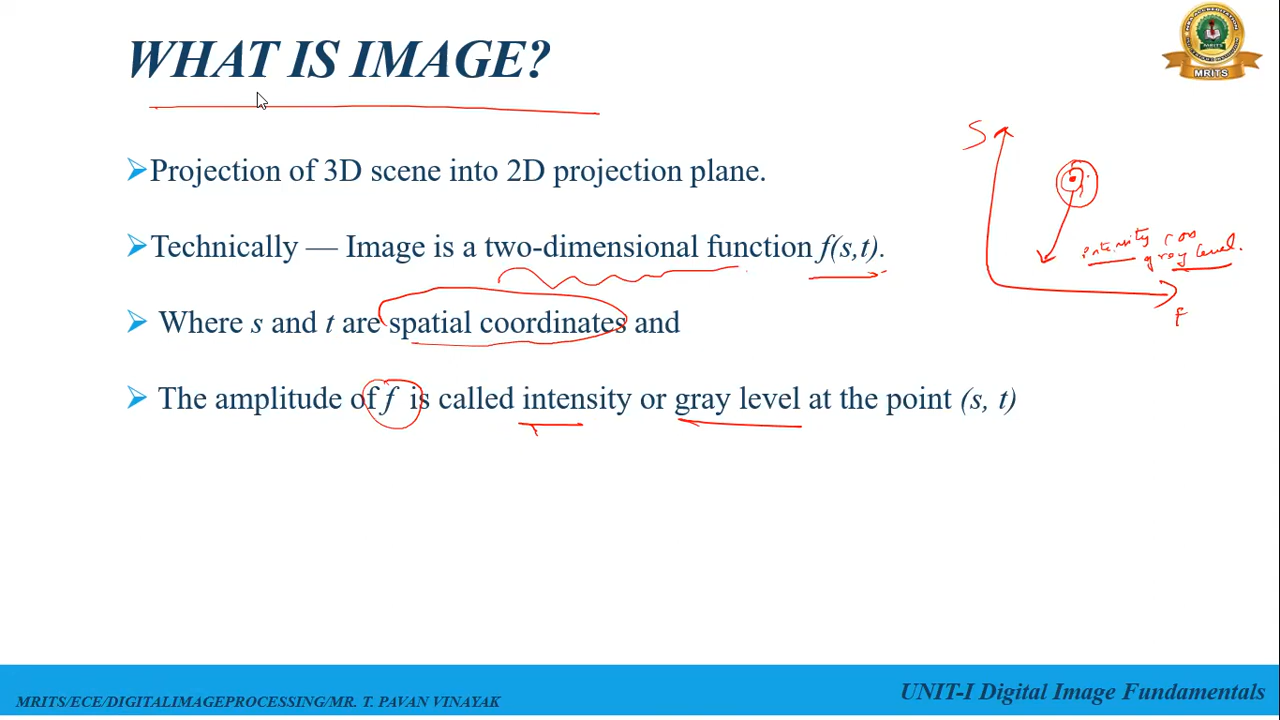 WHAT IS IMAGE?
MRITS
Projection of 3D scene into 2D projection plane.
S
Technically — Image is a two-dimensional function f(s,t).
intensity (or)
gray level.
Where s and t are spatial coordinates and
The amplitude of f is called intensity or gray level at the point (s, t)
MRITS/ECE/DIGITALIMAGEPROCESSING/MR. T. PAVAN VINAYAK
UNIT-I Digital Image Fundamentals